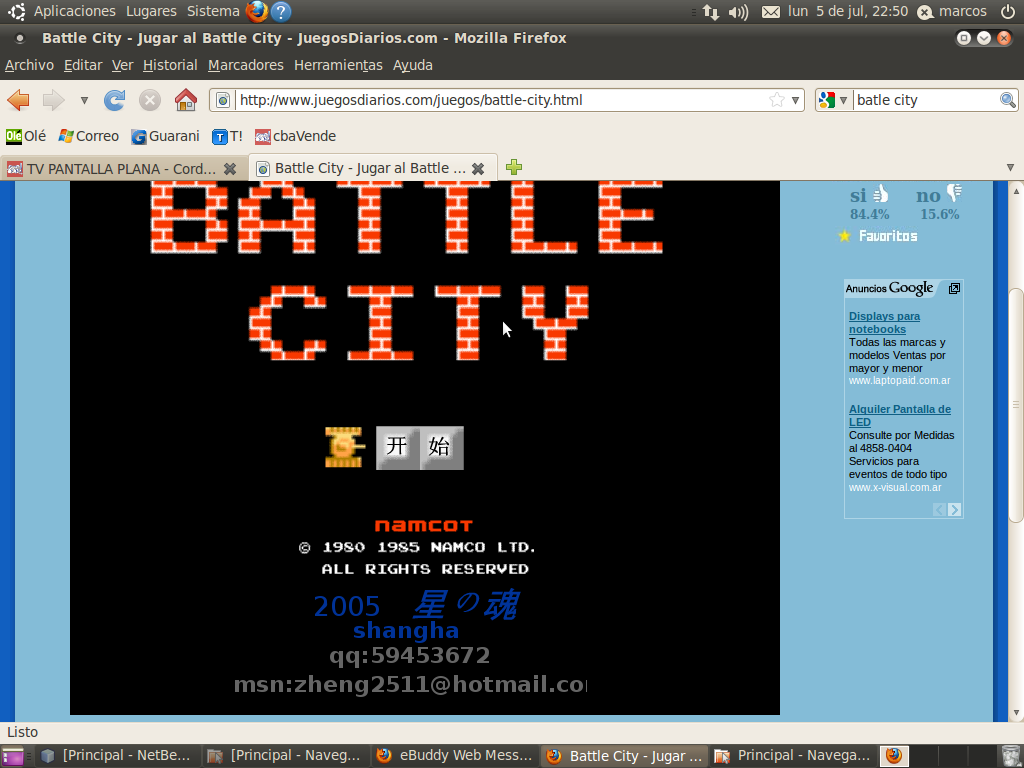 Aplicaciones Lugares Sistema lun 5 de jul, 22:50 marcos
Battle City - Jugar al Battle City - JuegosDiarios.com - Mozilla Firefox
Archivo Editar Ver Historial Marcadores Herramientas Ayuda
http://www.juegosdiarios.com/juegos/battle-city.html batle city
Olé Correo Guarani T! cbaVende
TV PANTALLA PLANA - Cord... Battle City - Jugar al Battle ...
BATTLE
CITY
开始
namcot
© 1980 1985 NAMCO LTD.
ALL RIGHTS RESERVED
2005 星の魂
shangha
qq:59453672
msn:zheng2511@hotmail.co
si no
84.4% 15.6%
Favoritos
Anuncios Google
Displays para
notebooks
Todas las marcas y
modelos Ventas por
mayor y menor
www.laptopaid.com.ar
Alquiler Pantalla de
LED
Consulte por Medidas
al 4858-0404
Servicios para
eventos de todo tipo
www.x-visual.com.ar
Listo
[Principal - NetBe... [Principal - Naveg... eBuddy Web Mess... Battle City - Jugar ... Principal - Navega...